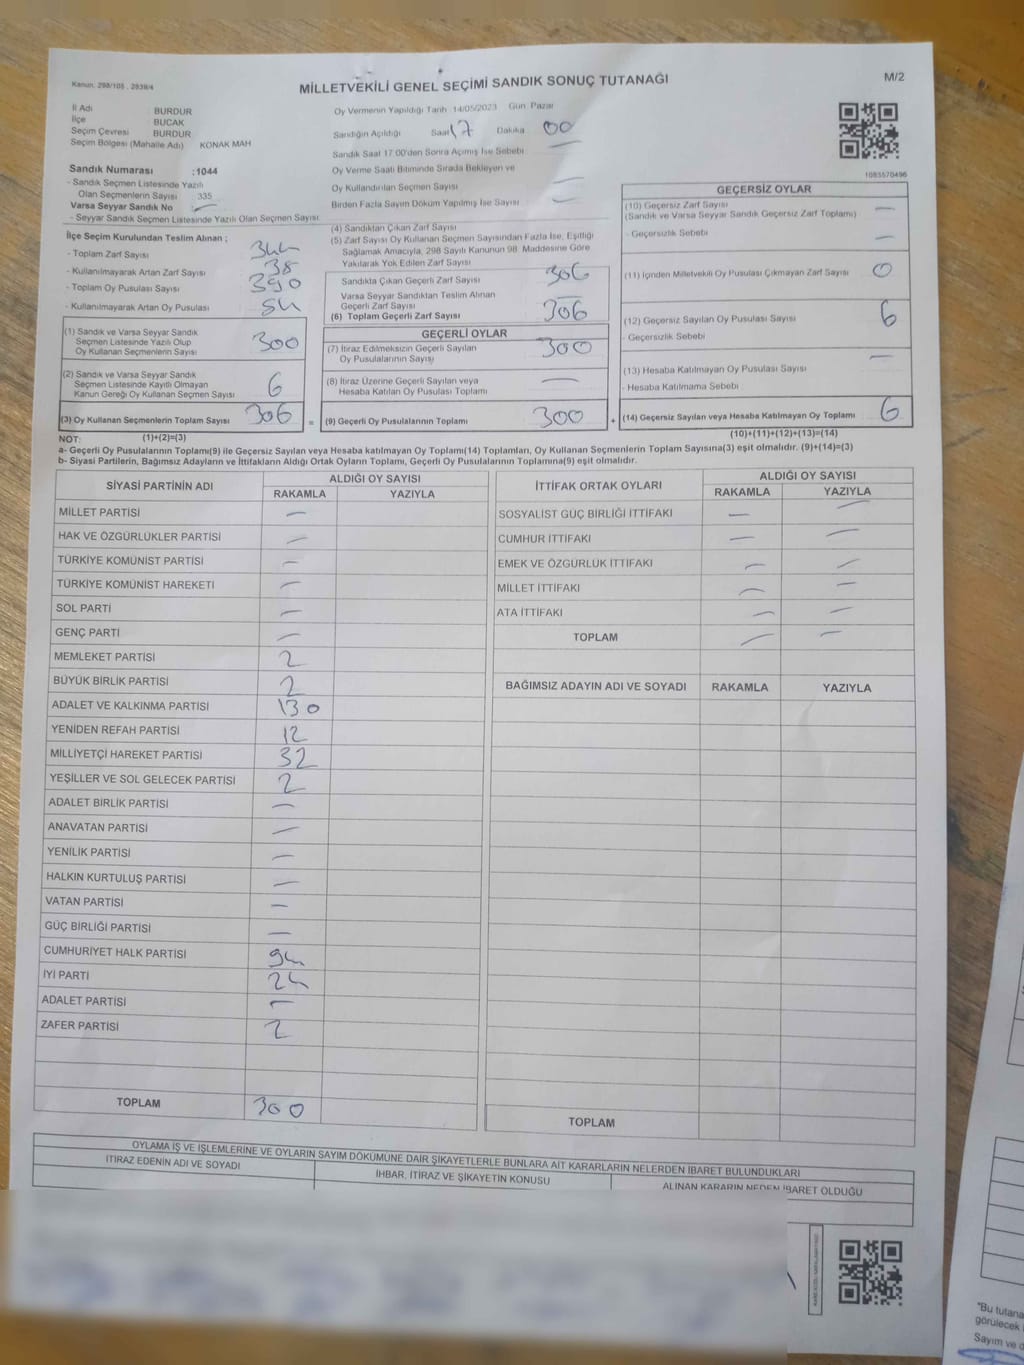 Kanun. 298/105 . 2839/4
MİLLETVEKİLİ GENEL SEÇİMİ SANDIK SONUÇ TUTANAĞI
M/2
İl Adı BURDUR
İlçe BUCAK
Seçim Çevresi BURDUR
Seçim Bölgesi (Mahalle Adı) KONAK MAH
Oy Vermenin Yapıldığı Tarih 14/05/2023 Gün Pazar
Sandığın Açıldığı Saat 17 Dakika 00
Sandık Saat 17:00'den Sonra Açılmış İse Sebebi —
Oy Verme Saati Bitiminde Sırada Bekleyen ve
Oy Kullandırılan Seçmen Sayısı —
Birden Fazla Sayım Döküm Yapılmış İse Sayısı —
1083570496
Sandık Numarası :1044
- Sandık Seçmen Listesinde Yazılı
Olan Seçmenlerin Sayısı 335
Varsa Seyyar Sandık No —
- Seyyar Sandık Seçmen Listesinde Yazılı Olan Seçmen Sayısı
İlçe Seçim Kurulundan Teslim Alınan ;
- Toplam Zarf Sayısı 344
- Kullanılmayarak Artan Zarf Sayısı 38
- Toplam Oy Pusulası Sayısı 390
- Kullanılmayarak Artan Oy Pusulası 84
(1) Sandık ve Varsa Seyyar Sandık
Seçmen Listesinde Yazılı Olup
Oy Kullanan Seçmenlerin Sayısı 300
(2) Sandık ve Varsa Seyyar Sandık
Seçmen Listesinde Kayıtlı Olmayan
Kanun Gereği Oy Kullanan Seçmen Sayısı 6
(3) Oy Kullanan Seçmenlerin Toplam Sayısı 306
(4) Sandıktan Çıkan Zarf Sayısı
(5) Zarf Sayısı Oy Kullanan Seçmen Sayısından Fazla İse, Eşitliği
Sağlamak Amacıyla, 298 Sayılı Kanunun 98. Maddesine Göre
Yakılarak Yok Edilen Zarf Sayısı
Sandıkta Çıkan Geçerli Zarf Sayısı 306
Varsa Seyyar Sandıktan Teslim Alınan
Geçerli Zarf Sayısı —
(6) Toplam Geçerli Zarf Sayısı 306
GEÇERLİ OYLAR
(7) İtiraz Edilmeksizin Geçerli Sayılan
Oy Pusulalarının Sayısı 300
(8) İtiraz Üzerine Geçerli Sayılan veya
Hesaba Katılan Oy Pusulası Toplamı —
= (9) Geçerli Oy Pusulalarının Toplamı 300
GEÇERSİZ OYLAR
(10) Geçersiz Zarf Sayısı —
(Sandık ve Varsa Seyyar Sandık Geçersiz Zarf Toplamı)
- Geçersizlik Sebebi —
(11) İçinden Milletvekili Oy Pusulası Çıkmayan Zarf Sayısı 0
(12) Geçersiz Sayılan Oy Pusulası Sayısı 6
- Geçersizlik Sebebi
(13) Hesaba Katılmayan Oy Pusulası Sayısı —
- Hesaba Katılmama Sebebi
+ (14) Geçersiz Sayılan veya Hesaba Katılmayan Oy Toplamı 6
NOT: (1)+(2)=(3)
(10)+(11)+(12)+(13)=(14)
a- Geçerli Oy Pusulalarının Toplamı(9) ile Geçersiz Sayılan veya Hesaba katılmayan Oy Toplamı(14) Toplamları, Oy Kullanan Seçmenlerin Toplam Sayısına(3) eşit olmalıdır. (9)+(14)=(3)
b- Siyasi Partilerin, Bağımsız Adayların ve İttifakların Aldığı Ortak Oyların Toplamı, Geçerli Oy Pusulalarının Toplamına(9) eşit olmalıdır.
SİYASİ PARTİNİN ADI ALDIĞI OY SAYISI
RAKAMLA YAZIYLA
MİLLET PARTİSİ —
HAK VE ÖZGÜRLÜKLER PARTİSİ —
TÜRKİYE KOMÜNİST PARTİSİ —
TÜRKİYE KOMÜNİST HAREKETİ —
SOL PARTİ —
GENÇ PARTİ —
MEMLEKET PARTİSİ 2
BÜYÜK BİRLİK PARTİSİ 2
ADALET VE KALKINMA PARTİSİ 130
YENİDEN REFAH PARTİSİ 12
MİLLİYETÇİ HAREKET PARTİSİ 32
YEŞİLLER VE SOL GELECEK PARTİSİ 2
ADALET BİRLİK PARTİSİ —
ANAVATAN PARTİSİ —
YENİLİK PARTİSİ —
HALKIN KURTULUŞ PARTİSİ —
VATAN PARTİSİ —
GÜÇ BİRLİĞİ PARTİSİ —
CUMHURİYET HALK PARTİSİ 94
İYİ PARTİ 24
ADALET PARTİSİ —
ZAFER PARTİSİ 2
TOPLAM 300
İTTİFAK ORTAK OYLARI ALDIĞI OY SAYISI
RAKAMLA YAZIYLA
SOSYALİST GÜÇ BİRLİĞİ İTTİFAKI — —
CUMHUR İTTİFAKI — —
EMEK VE ÖZGÜRLÜK İTTİFAKI — —
MİLLET İTTİFAKI — —
ATA İTTİFAKI — —
TOPLAM — —
BAĞIMSIZ ADAYIN ADI VE SOYADI RAKAMLA YAZIYLA
TOPLAM
OYLAMA İŞ VE İŞLEMLERİNE VE OYLARIN SAYIM DÖKÜMÜNE DAİR ŞİKAYETLERLE BUNLARA AİT KARARLARIN NELERDEN İBARET BULUNDUKLARI
İTİRAZ EDENİN ADI VE SOYADI
İHBAR, İTİRAZ VE ŞİKAYETİN KONUSU
ALINAN KARARIN NEDEN İBARET OLDUĞU
"Bu tutana
görülecek
Sayım ve